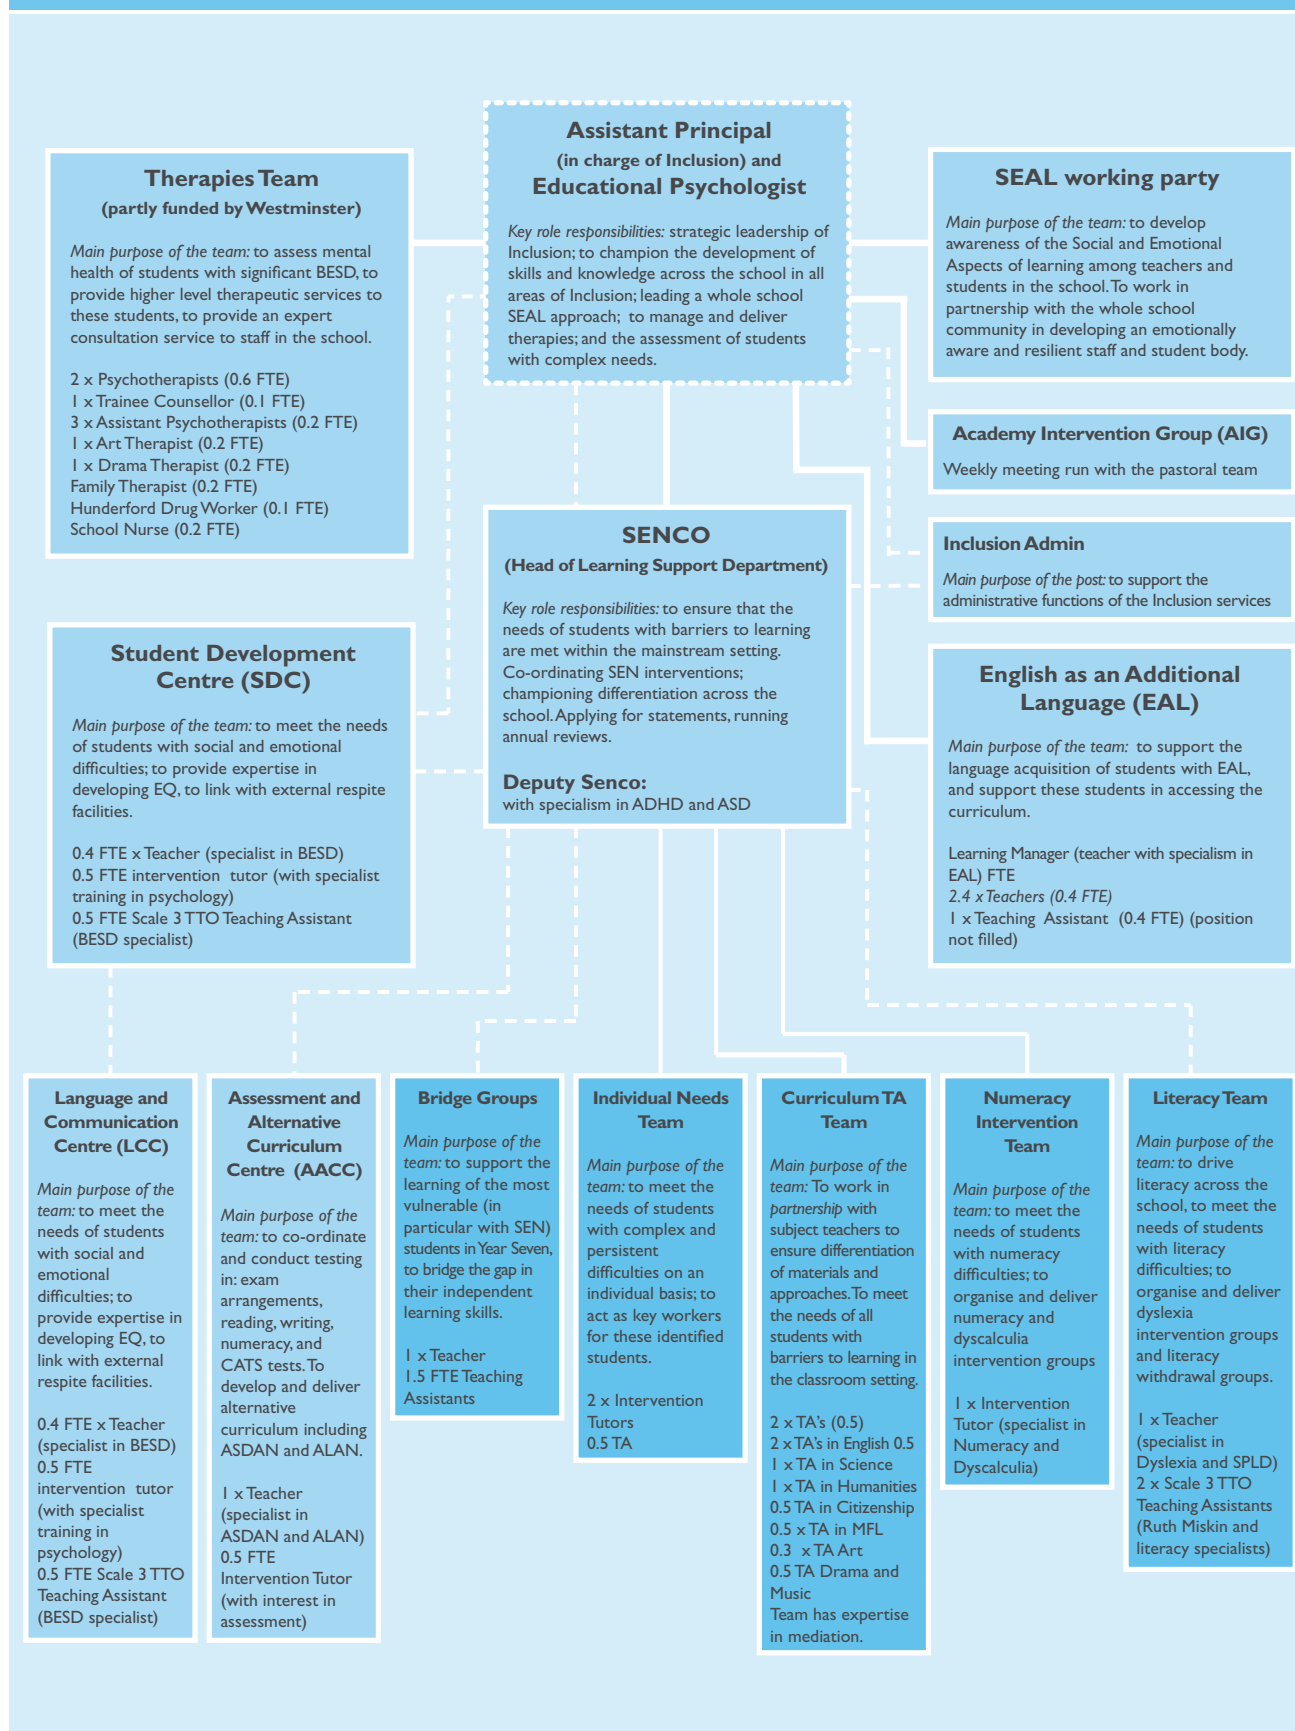 Assistant Principal
(in charge of Inclusion) and
Educational Psychologist
Key role responsibilities: strategic leadership of
Inclusion; to champion the development of
skills and knowledge across the school in all
areas of Inclusion; leading a whole school
SEAL approach; to manage and deliver
therapies; and the assessment of students
with complex needs.
Therapies Team
(partly funded by Westminster)
Main purpose of the team: to assess mental
health of students with significant BESD, to
provide higher level therapeutic services to
these students, to provide an expert
consultation service to staff in the school.
2 x Psychotherapists (0.6 FTE)
1 x Trainee Counsellor (0.1 FTE)
3 x Assistant Psychotherapists (0.2 FTE)
1 x Art Therapist (0.2 FTE)
1 x Drama Therapist (0.2 FTE)
Family Therapist (0.2 FTE)
Hunderford Drug Worker (0.1 FTE)
School Nurse (0.2 FTE)
SEAL working party
Main purpose of the team: to develop
awareness of the Social and Emotional
Aspects of learning among teachers and
students in the school. To work in
partnership with the whole school
community in developing an emotionally
aware and resilient staff and student body.
Academy Intervention Group (AIG)
Weekly meeting run with the pastoral team
SENCO
(Head of Learning Support Department)
Key role responsibilities: to ensure that the
needs of students with barriers to learning
are met within the mainstream setting.
Co-ordinating SEN interventions;
championing differentiation across the
school. Applying for statements, running
annual reviews.
Deputy Senco:
with specialism in ADHD and ASD
Inclusion Admin
Main purpose of the post: to support the
administrative functions of the Inclusion services
Student Development
Centre (SDC)
Main purpose of the team: to meet the needs
of students with social and emotional
difficulties; to provide expertise in
developing EQ, to link with external respite
facilities.
0.4 FTE x Teacher (specialist in BESD)
0.5 FTE intervention tutor (with specialist
training in psychology)
0.5 FTE Scale 3 TTO Teaching Assistant
(BESD specialist)
English as an Additional
Language (EAL)
Main purpose of the team: to support the
language acquisition of students with EAL,
and support these students in accessing the
curriculum.
Learning Manager (teacher with specialism in
EAL) FTE
2.4 x Teachers (0.4 FTE)
1 x Teaching Assistant (0.4 FTE) (position
not filled)
Language and
Communication
Centre (LCC)
Main purpose of the
team: to meet the
needs of students
with social and
emotional
difficulties; to
provide expertise in
developing EQ, to
link with external
respite facilities.
0.4 FTE x Teacher
(specialist in BESD)
0.5 FTE
intervention tutor
(with specialist
training in
psychology)
0.5 FTE Scale 3 TTO
Teaching Assistant
(BESD specialist)
Assessment and
Alternative
Curriculum
Centre (AACC)
Main purpose of the
team: to co-ordinate
and conduct testing
in: exam
arrangements,
reading, writing,
numeracy, and
CATS tests. To
develop and deliver
alternative
curriculum including
ASDAN and ALAN.
1 x Teacher
(specialist in
ASDAN and ALAN)
0.5 FTE
Intervention Tutor
(with interest in
assessment)
Bridge Groups
Main purpose of the
team: to support the
learning of the most
vulnerable (in
particular with SEN)
students in Year Seven,
to bridge the gap in
their independent
learning skills.
1 x Teacher
1.5 FTE Teaching
Assistants
Individual Needs
Team
Main purpose of the
team: to meet the
needs of students
with complex and
persistent
difficulties on an
individual basis; to
act as key workers
for these identified
students.
2 x Intervention
Tutors
0.5 TA
Curriculum TA
Team
Main purpose of the
team: To work in
partnership with
subject teachers to
ensure differentiation
of materials and
approaches. To meet
the needs of all
students with
barriers to learning in
the classroom setting.
2 x TA's (0.5)
2 x TA's in English 0.5
1 x TA in Science
1 x TA in Humanities
0.5 TA in Citizenship
0.5 x TA in MFL
0.3 x TA Art
0.5 TA Drama and
Music
Team has expertise
in mediation.
Numeracy
Intervention
Team
Main purpose of the
team: to meet the
needs of students
with numeracy
difficulties; to
organise and deliver
numeracy and
dyscalculia
intervention groups
1 x Intervention
Tutor (specialist in
Numeracy and
Dyscalculia)
Literacy Team
Main purpose of the
team: to drive
literacy across the
school, to meet the
needs of students
with literacy
difficulties; to
organise and deliver
dyslexia
intervention groups
and literacy
withdrawal groups.
1 x Teacher
(specialist in
Dyslexia and SPLD)
2 x Scale 3 TTO
Teaching Assistants
(Ruth Miskin and
literacy specialists)